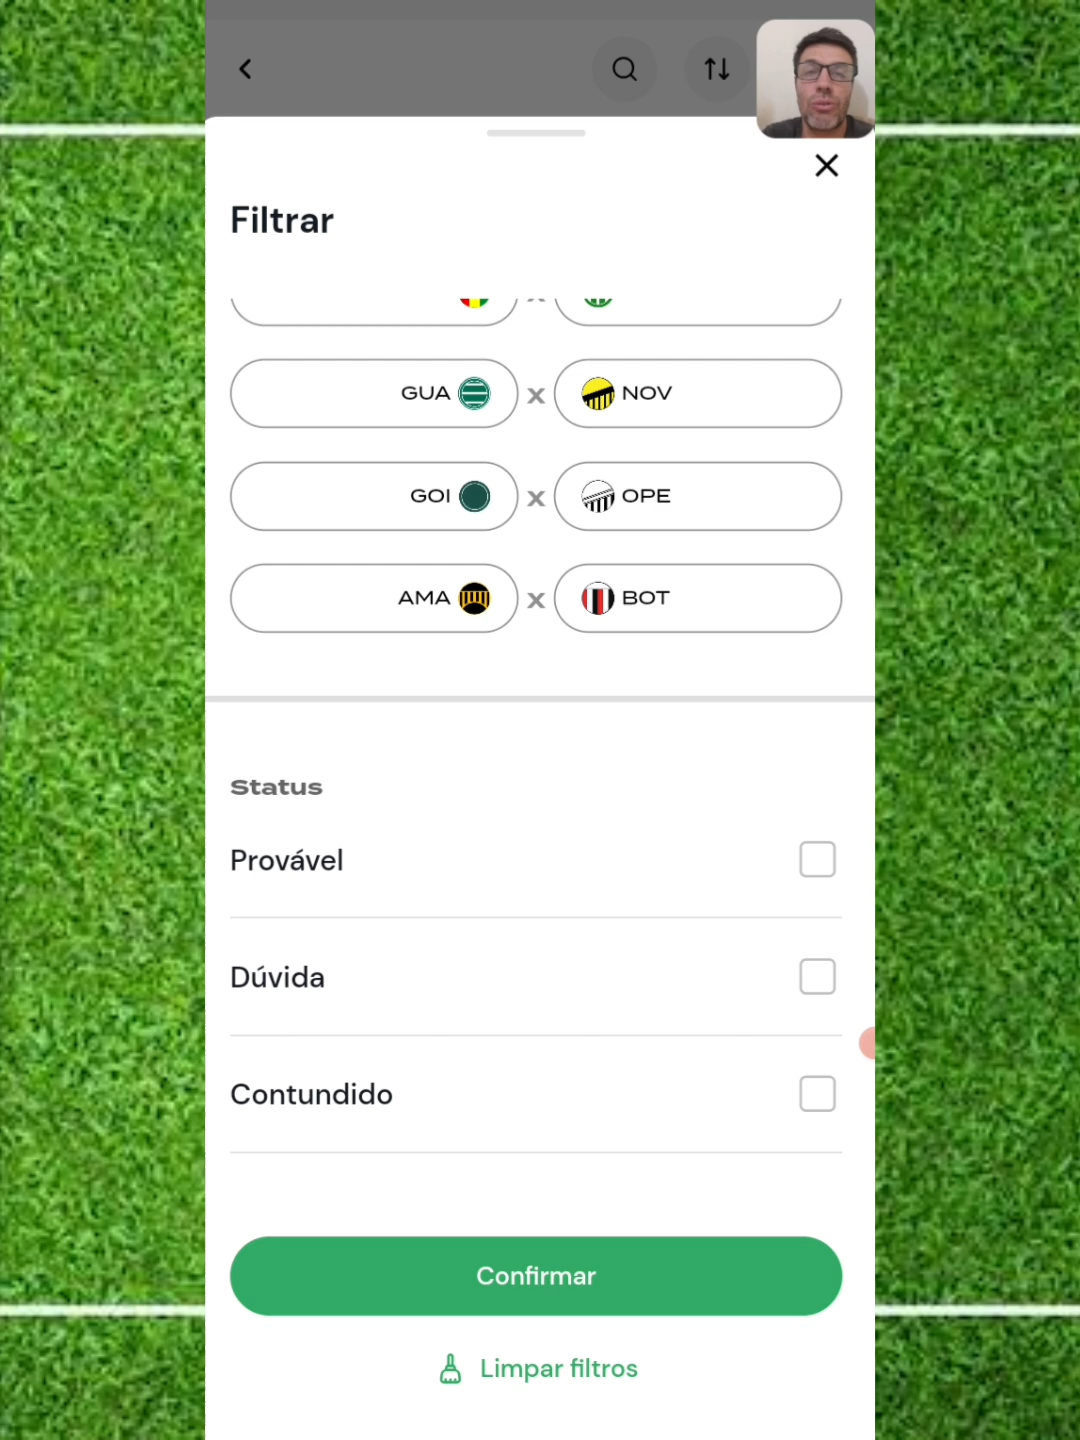 Filtrar
x
GUA x NOV
GOI x OPE
AMA x BOT
Status
Provável
Dúvida
Contundido
Confirmar
Limpar filtros